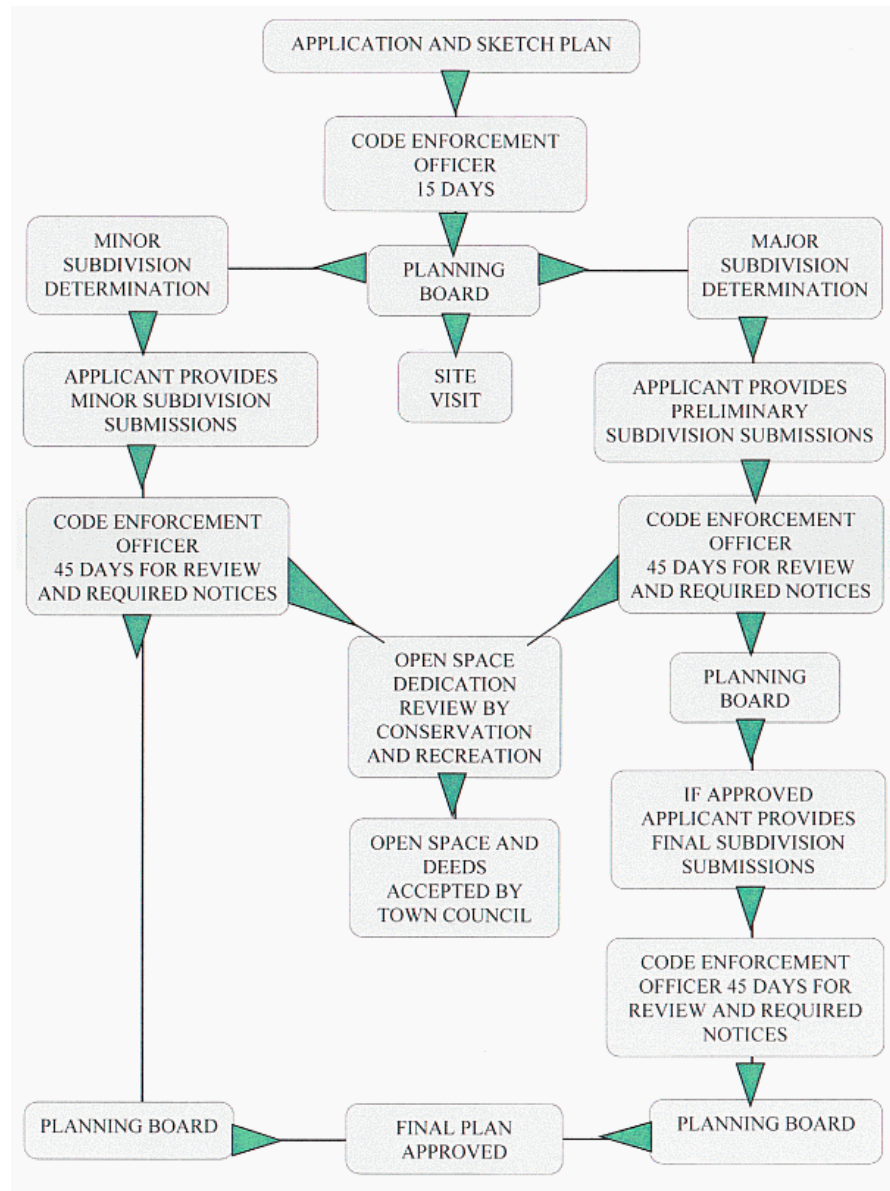 APPLICATION AND SKETCH PLAN
CODE ENFORCEMENT
OFFICER
15 DAYS
MINOR
SUBDIVISION
DETERMINATION
PLANNING
BOARD
MAJOR
SUBDIVISION
DETERMINATION
SITE
VISIT
APPLICANT PROVIDES
MINOR SUBDIVISION
SUBMISSIONS
APPLICANT PROVIDES
PRELIMINARY
SUBDIVISION SUBMISSIONS
CODE ENFORCEMENT
OFFICER
45 DAYS FOR REVIEW
AND REQUIRED NOTICES
CODE ENFORCEMENT
OFFICER
45 DAYS FOR REVIEW
AND REQUIRED NOTICES
OPEN SPACE
DEDICATION
REVIEW BY
CONSERVATION
AND RECREATION
PLANNING
BOARD
OPEN SPACE AND
DEEDS
ACCEPTED BY
TOWN COUNCIL
IF APPROVED
APPLICANT PROVIDES
FINAL SUBDIVISION
SUBMISSIONS
CODE ENFORCEMENT
OFFICER 45 DAYS FOR
REVIEW AND REQUIRED
NOTICES
PLANNING BOARD
FINAL PLAN
APPROVED
PLANNING BOARD